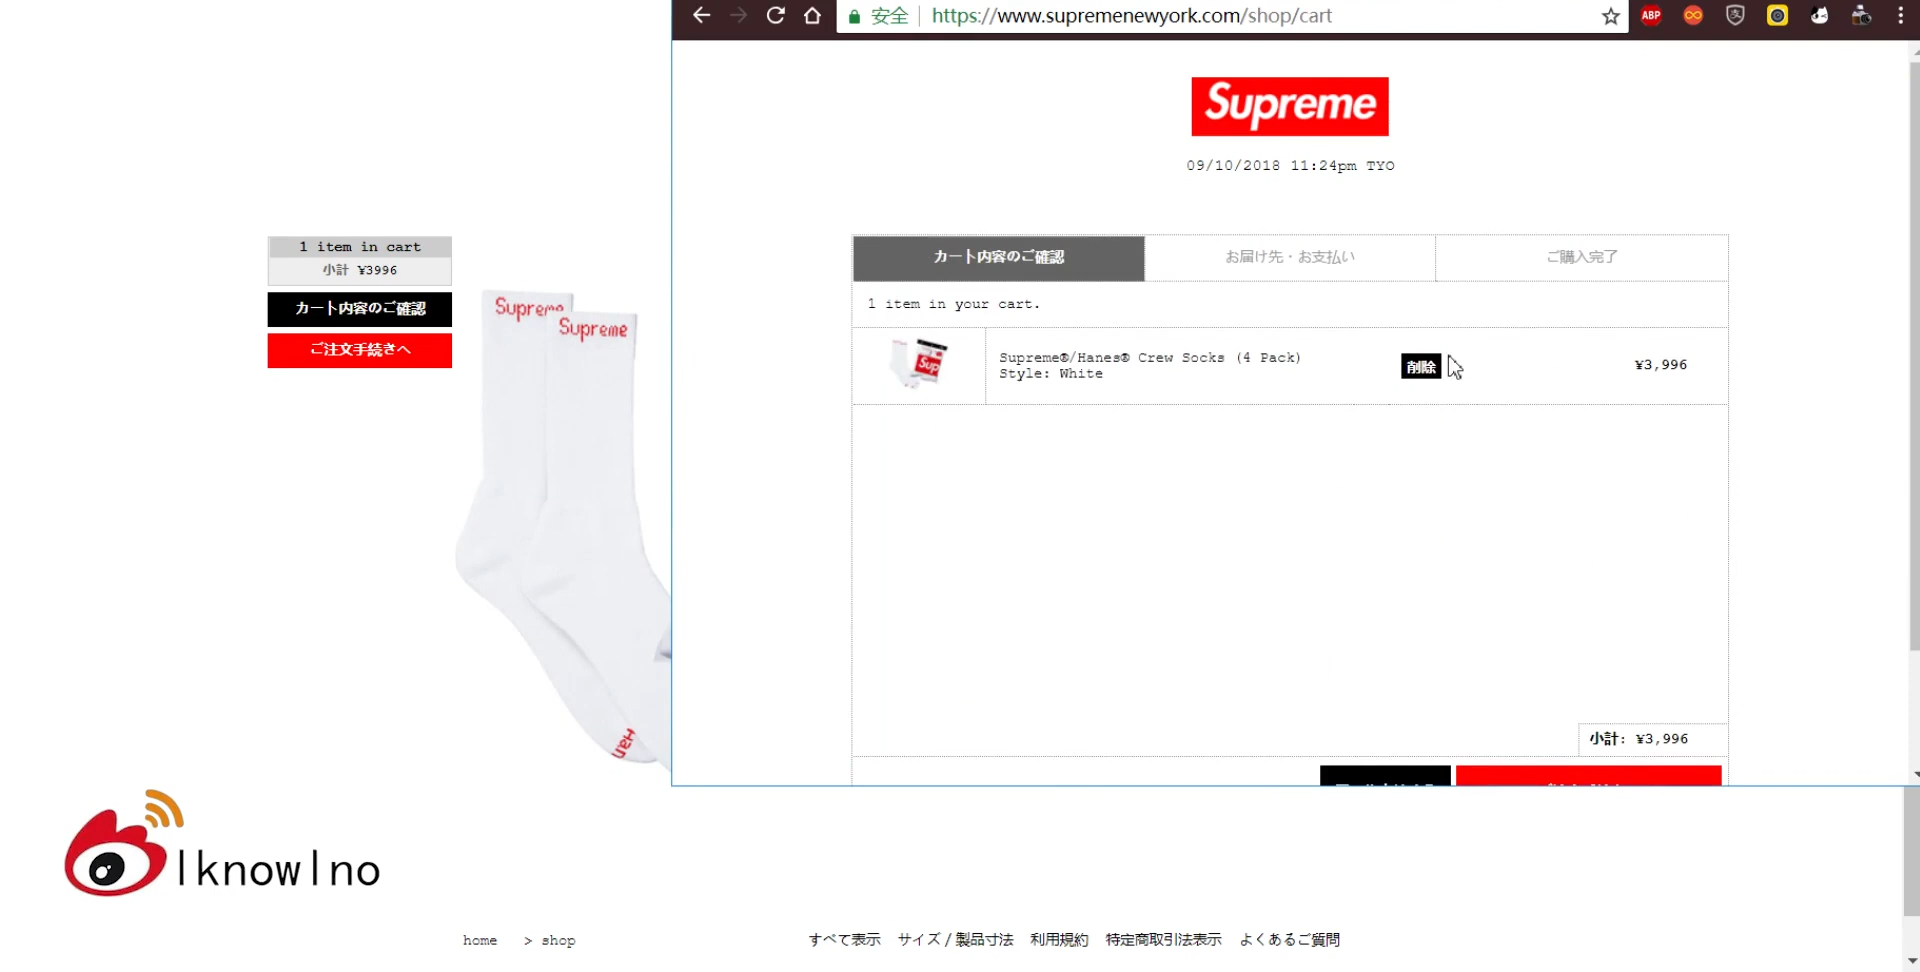 安全
https://www.supremenewyork.com/shop/cart
ABP
Supreme
09/10/2018 11:24pm TYO
1 item in cart
小計 ¥3996
カート内容のご確認
ご注文手続きへ
Supreme
Supreme
Han
カート内容のご確認
お届け先・お支払い
ご購入完了
1 item in your cart.
Sup
Supreme®/Hanes® Crew Socks (4 Pack)
Style: White
削除
¥3,996
小計: ¥3,996
IknowIno
home > shop
すべて表示 サイズ / 製品寸法 利用規約 特定商取引法表示 よくあるご質問